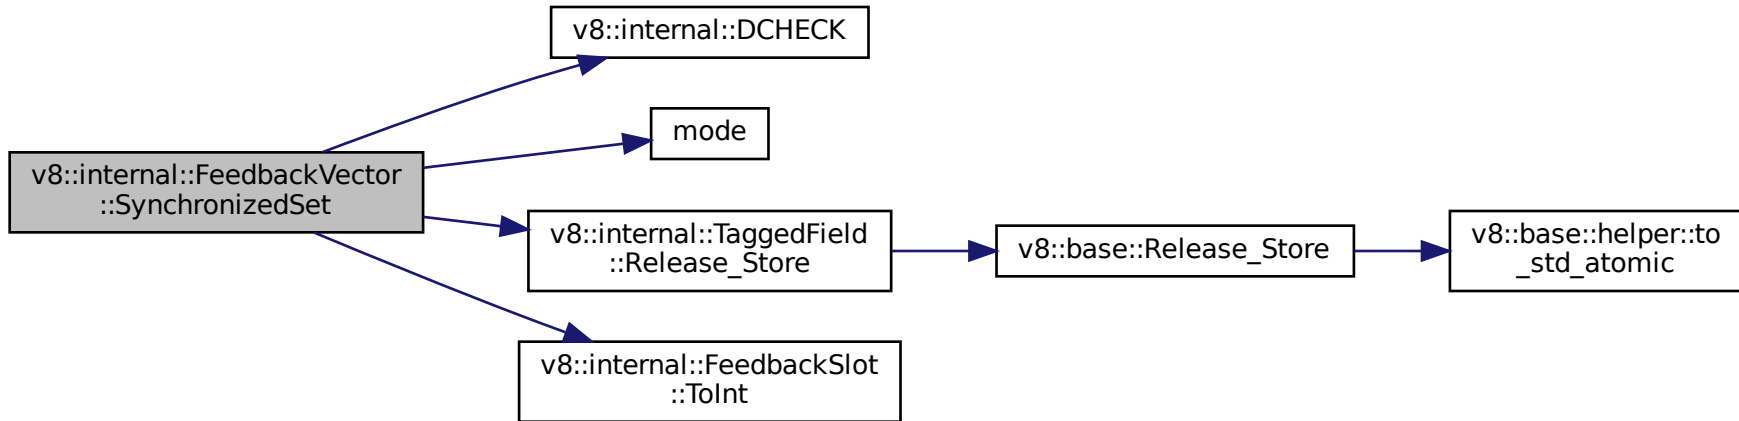 v8::internal::DCHECK
mode
v8::internal::FeedbackVector
::SynchronizedSet
v8::internal::TaggedField
::Release_Store
v8::base::Release_Store
v8::base::helper::to
_std_atomic
v8::internal::FeedbackSlot
::ToInt